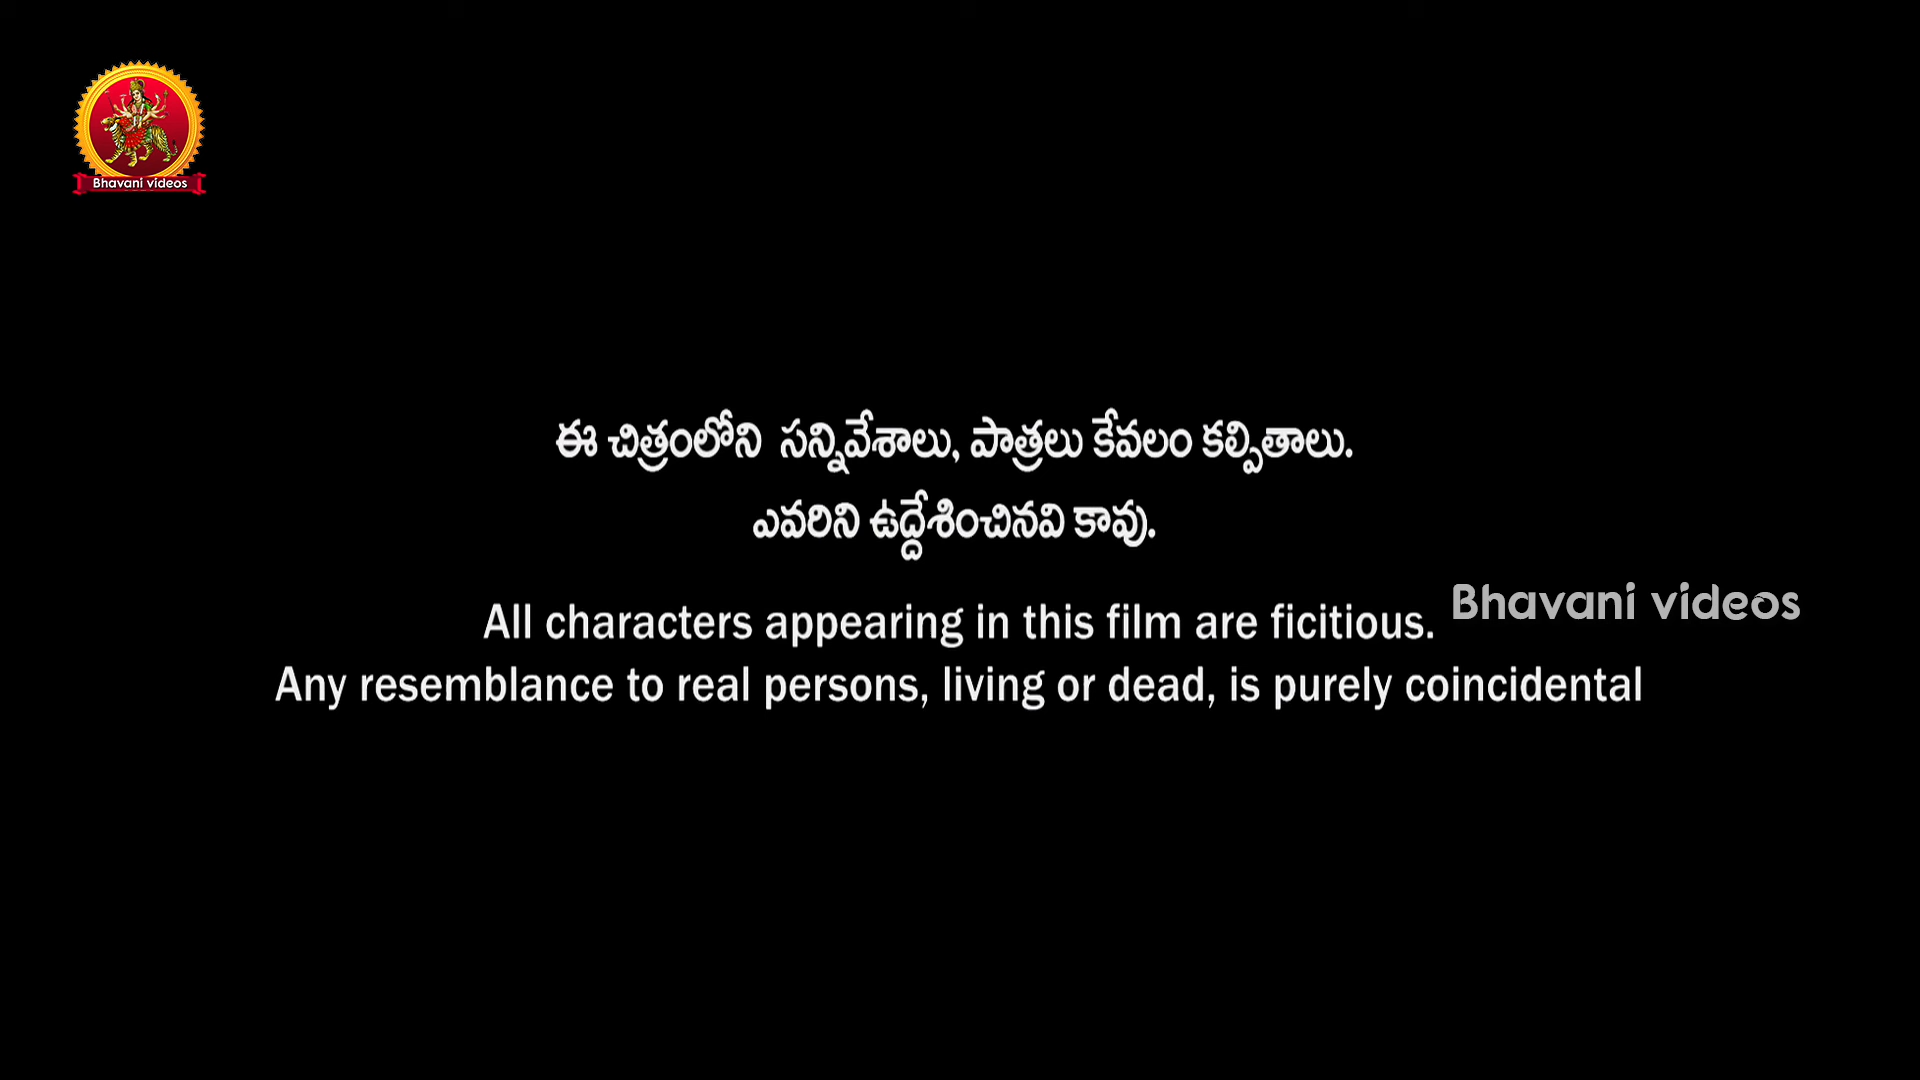 Bhavani videos
ఈ చిత్రంలోని సన్నివేశాలు, పాత్రలు కేవలం కల్పితాలు.
ఎవరిని ఉద్దేశించినవి కావు.
Bhavani videos
All characters appearing in this film are ficitious.
Any resemblance to real persons, living or dead, is purely coincidental